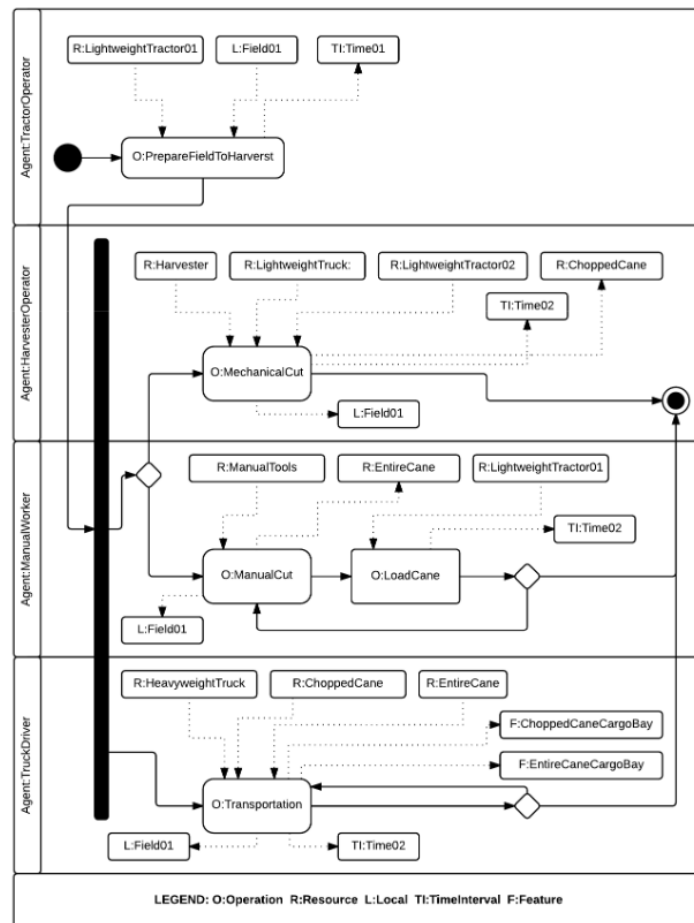 Agent:TractorOperator
R:LightweightTractor01
L:Field01
TI:Time01
O:PrepareFieldToHarverst
Agent:HarvesterOperator
R:Harvester
R:LightweightTruck:
R:LightweightTractor02
R:ChoppedCane
TI:Time02
O:MechanicalCut
L:Field01
Agent:ManualWorker
R:ManualTools
R:EntireCane
R:LightweightTractor01
TI:Time02
O:ManualCut
O:LoadCane
L:Field01
Agent:TruckDriver
R:HeavyweightTruck
R:ChoppedCane
R:EntireCane
F:ChoppedCaneCargoBay
F:EntireCaneCargoBay
O:Transportation
L:Field01
TI:Time02
LEGEND: O:Operation R:Resource L:Local TI:TimeInterval F:Feature